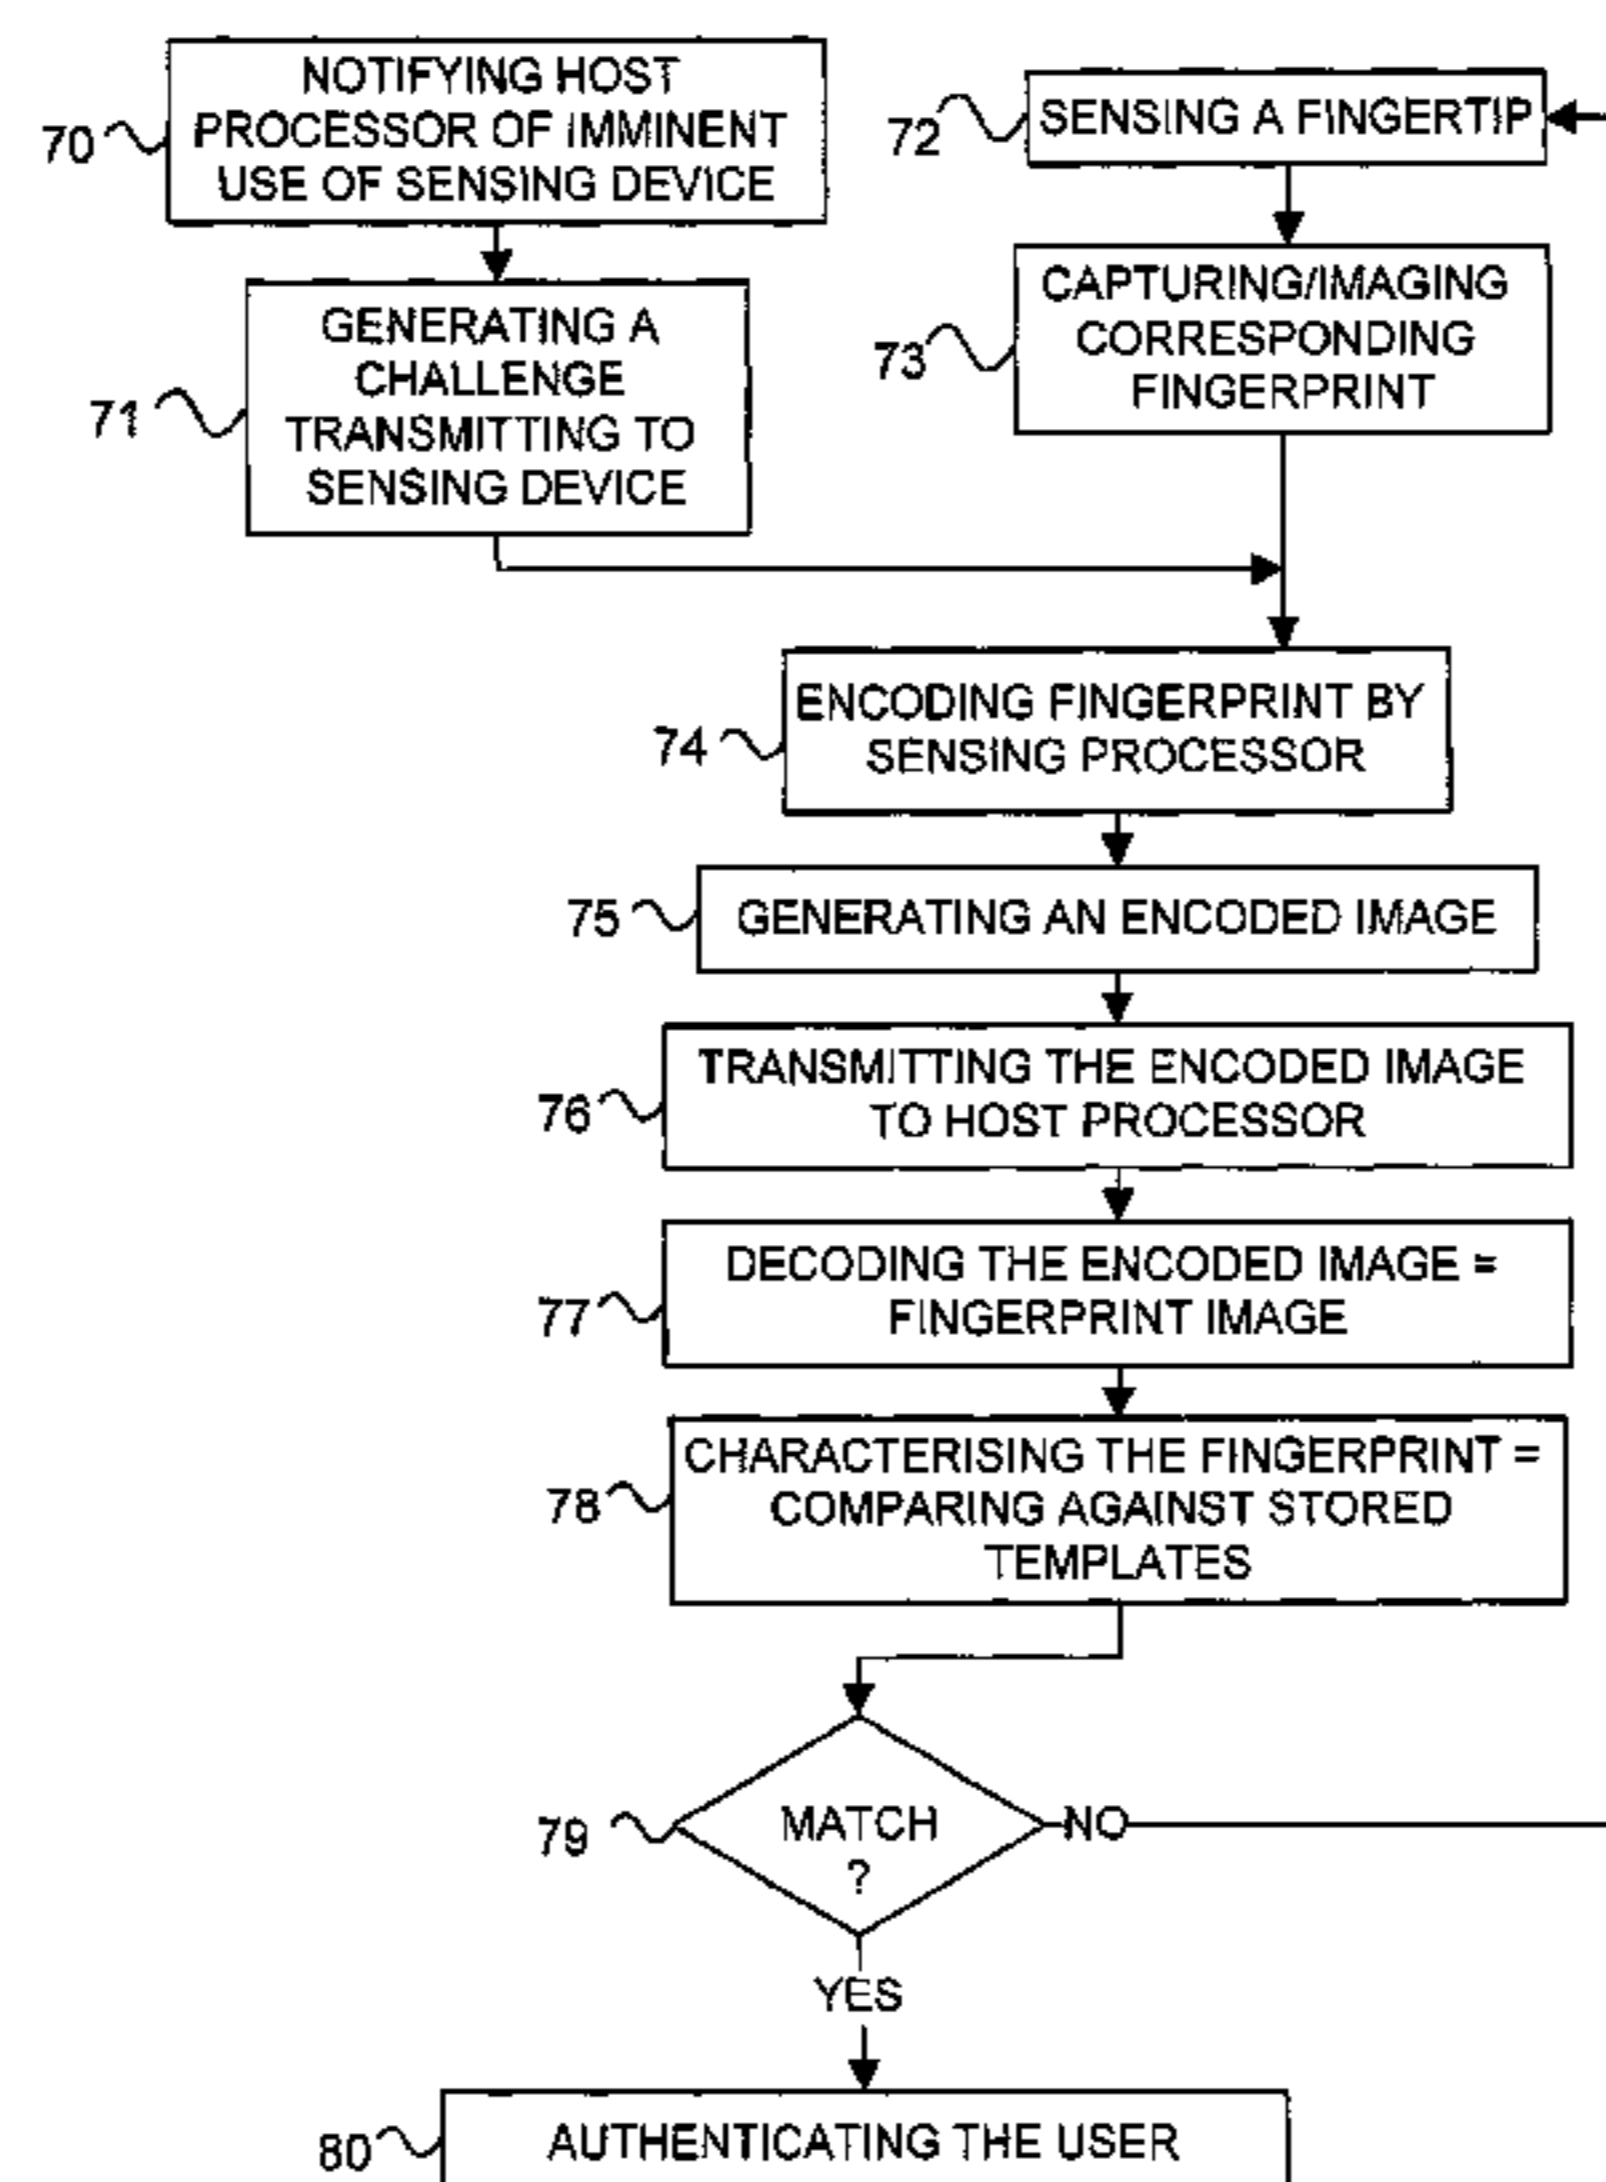 70
NOTIFYING HOST
PROCESSOR OF IMMINENT
USE OF SENSING DEVICE
72
SENSING A FINGERTIP
71
GENERATING A
CHALLENGE
TRANSMITTING TO
SENSING DEVICE
73
CAPTURING/IMAGING
CORRESPONDING
FINGERPRINT
74
ENCODING FINGERPRINT BY
SENSING PROCESSOR
75
GENERATING AN ENCODED IMAGE
76
TRANSMITTING THE ENCODED IMAGE
TO HOST PROCESSOR
77
DECODING THE ENCODED IMAGE =
FINGERPRINT IMAGE
78
CHARACTERISING THE FINGERPRINT =
COMPARING AGAINST STORED
TEMPLATES
79
MATCH
?
NO
YES
80
AUTHENTICATING THE USER